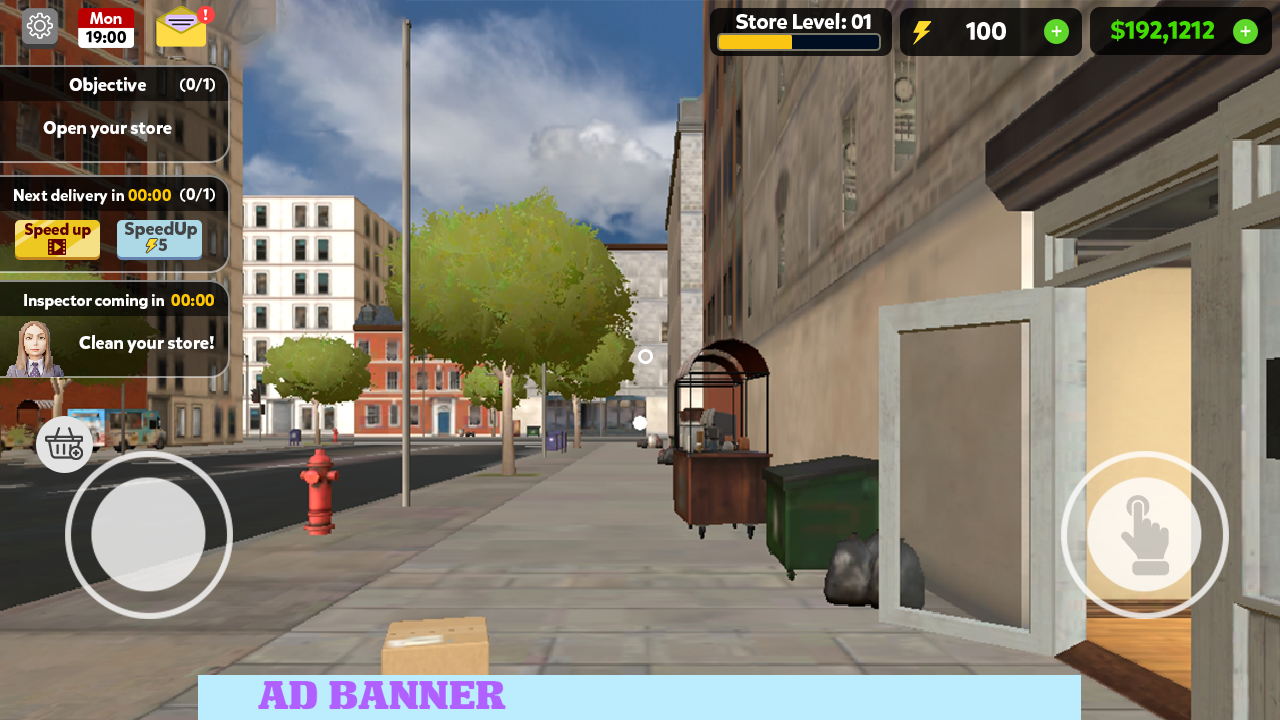 Mon
19:00
!
Store Level: 01
100
+
$192,1212
+
Objective (0/1)
Open your store
Next delivery in 00:00 (0/1)
Speed up
SpeedUp
5
Inspector coming in 00:00
Clean your store!
AD BANNER